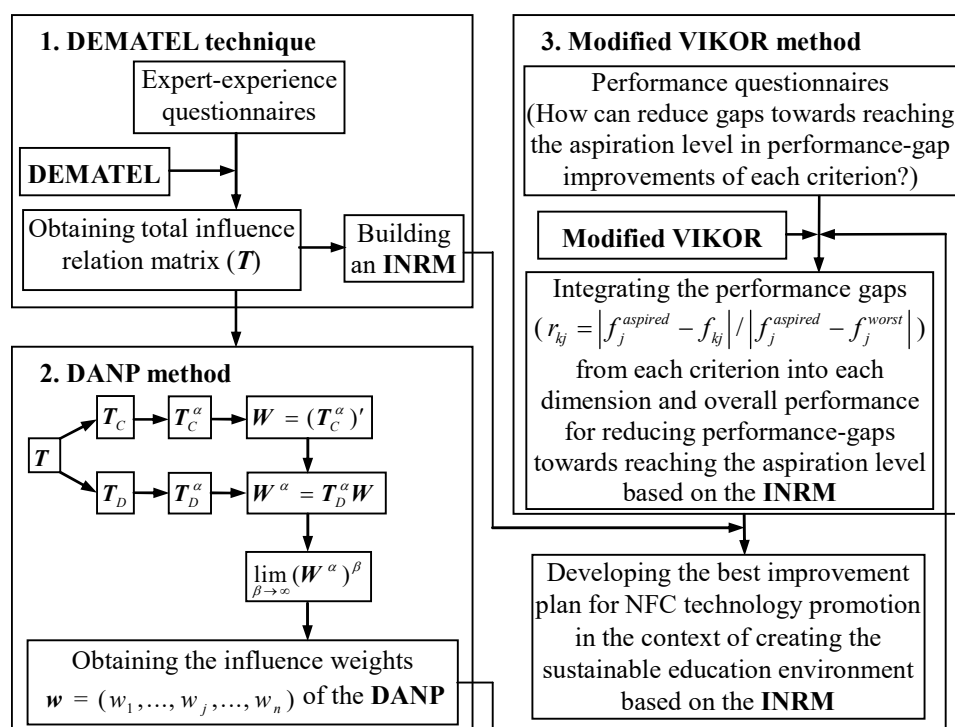 1. DEMATEL technique
Expert-experience
questionnaires
DEMATEL
Obtaining total influence
relation matrix (T)
Building
an INRM
2. DANP method
T
T_C
T_C^α
W = (T_C^α)′
T_D
T_D^α
W^α = T_D^α W
lim_{β→∞} (W^α)^β
Obtaining the influence weights
w = (w_1,..., w_j,..., w_n) of the DANP
3. Modified VIKOR method
Performance questionnaires
(How can reduce gaps towards reaching
the aspiration level in performance-gap
improvements of each criterion?)
Modified VIKOR
Integrating the performance gaps
(r_{kj} = |f_j^{aspired} − f_{kj}| / |f_j^{aspired} − f_j^{worst}|)
from each criterion into each
dimension and overall performance
for reducing performance-gaps
towards reaching the aspiration level
based on the INRM
Developing the best improvement
plan for NFC technology promotion
in the context of creating the
sustainable education environment
based on the INRM